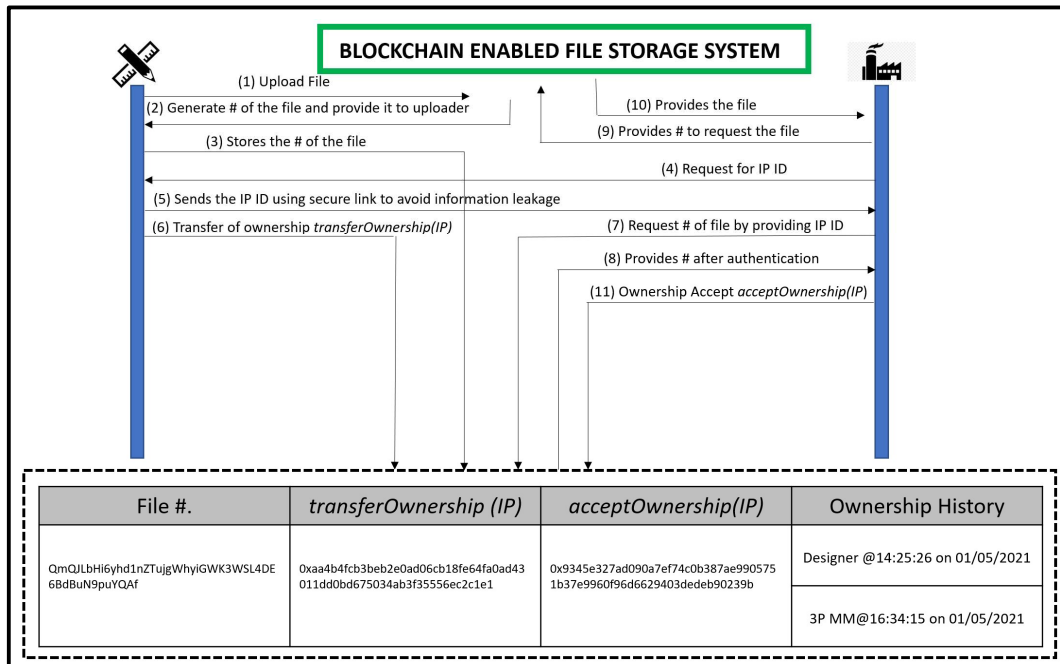 BLOCKCHAIN ENABLED FILE STORAGE SYSTEM
(1) Upload File
(2) Generate # of the file and provide it to uploader
(10) Provides the file
(9) Provides # to request the file
(3) Stores the # of the file
(4) Request for IP ID
(5) Sends the IP ID using secure link to avoid information leakage
(6) Transfer of ownership transferOwnership(IP)
(7) Request # of file by providing IP ID
(8) Provides # after authentication
(11) Ownership Accept acceptOwnership(IP)
File #.
transferOwnership (IP)
acceptOwnership(IP)
Ownership History
QmQJLbHi6yhd1nZTujgWhyiGWK3WSL4DE
6BdBuN9puYQAf
0xaa4b4fcb3beb2e0ad06cb18fe64fa0ad43
011dd0bd675034ab3f35556ec2c1e1
0x9345e327ad090a7ef74c0b387ae990575
1b37e9960f96d6629403dedeb90239b
Designer @14:25:26 on 01/05/2021
3P MM@16:34:15 on 01/05/2021